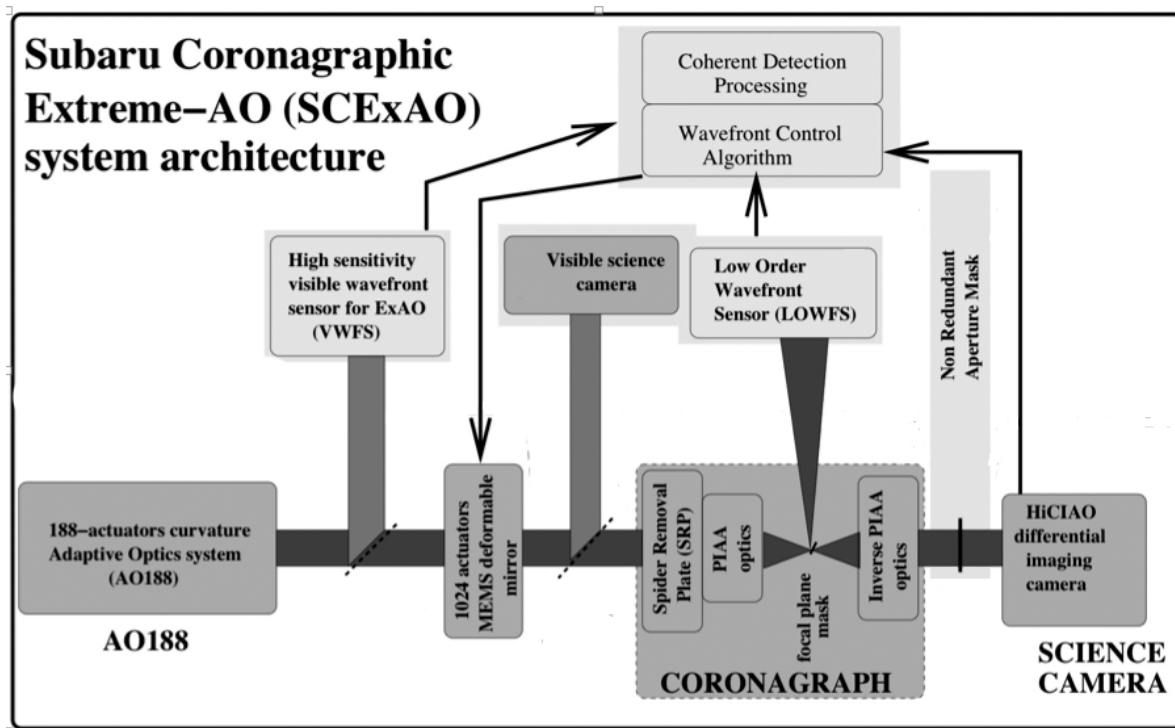 Subaru Coronagraphic
Extreme−AO (SCExAO)
system architecture
Coherent Detection
Processing
Wavefront Control
Algorithm
High sensitivity
visible wavefront
sensor for ExAO
(VWFS)
Visible science
camera
Low Order
Wavefront
Sensor (LOWFS)
Non Redundant
Aperture Mask
188−actuators curvature
Adaptive Optics system
(AO188)
AO188
1024 actuators
MEMS deformable
mirror
Spider Removal
Plate (SRP)
PIAA
optics
focal plane
mask
Inverse PIAA
optics
CORONAGRAPH
HiCIAO
differential
imaging
camera
SCIENCE
CAMERA